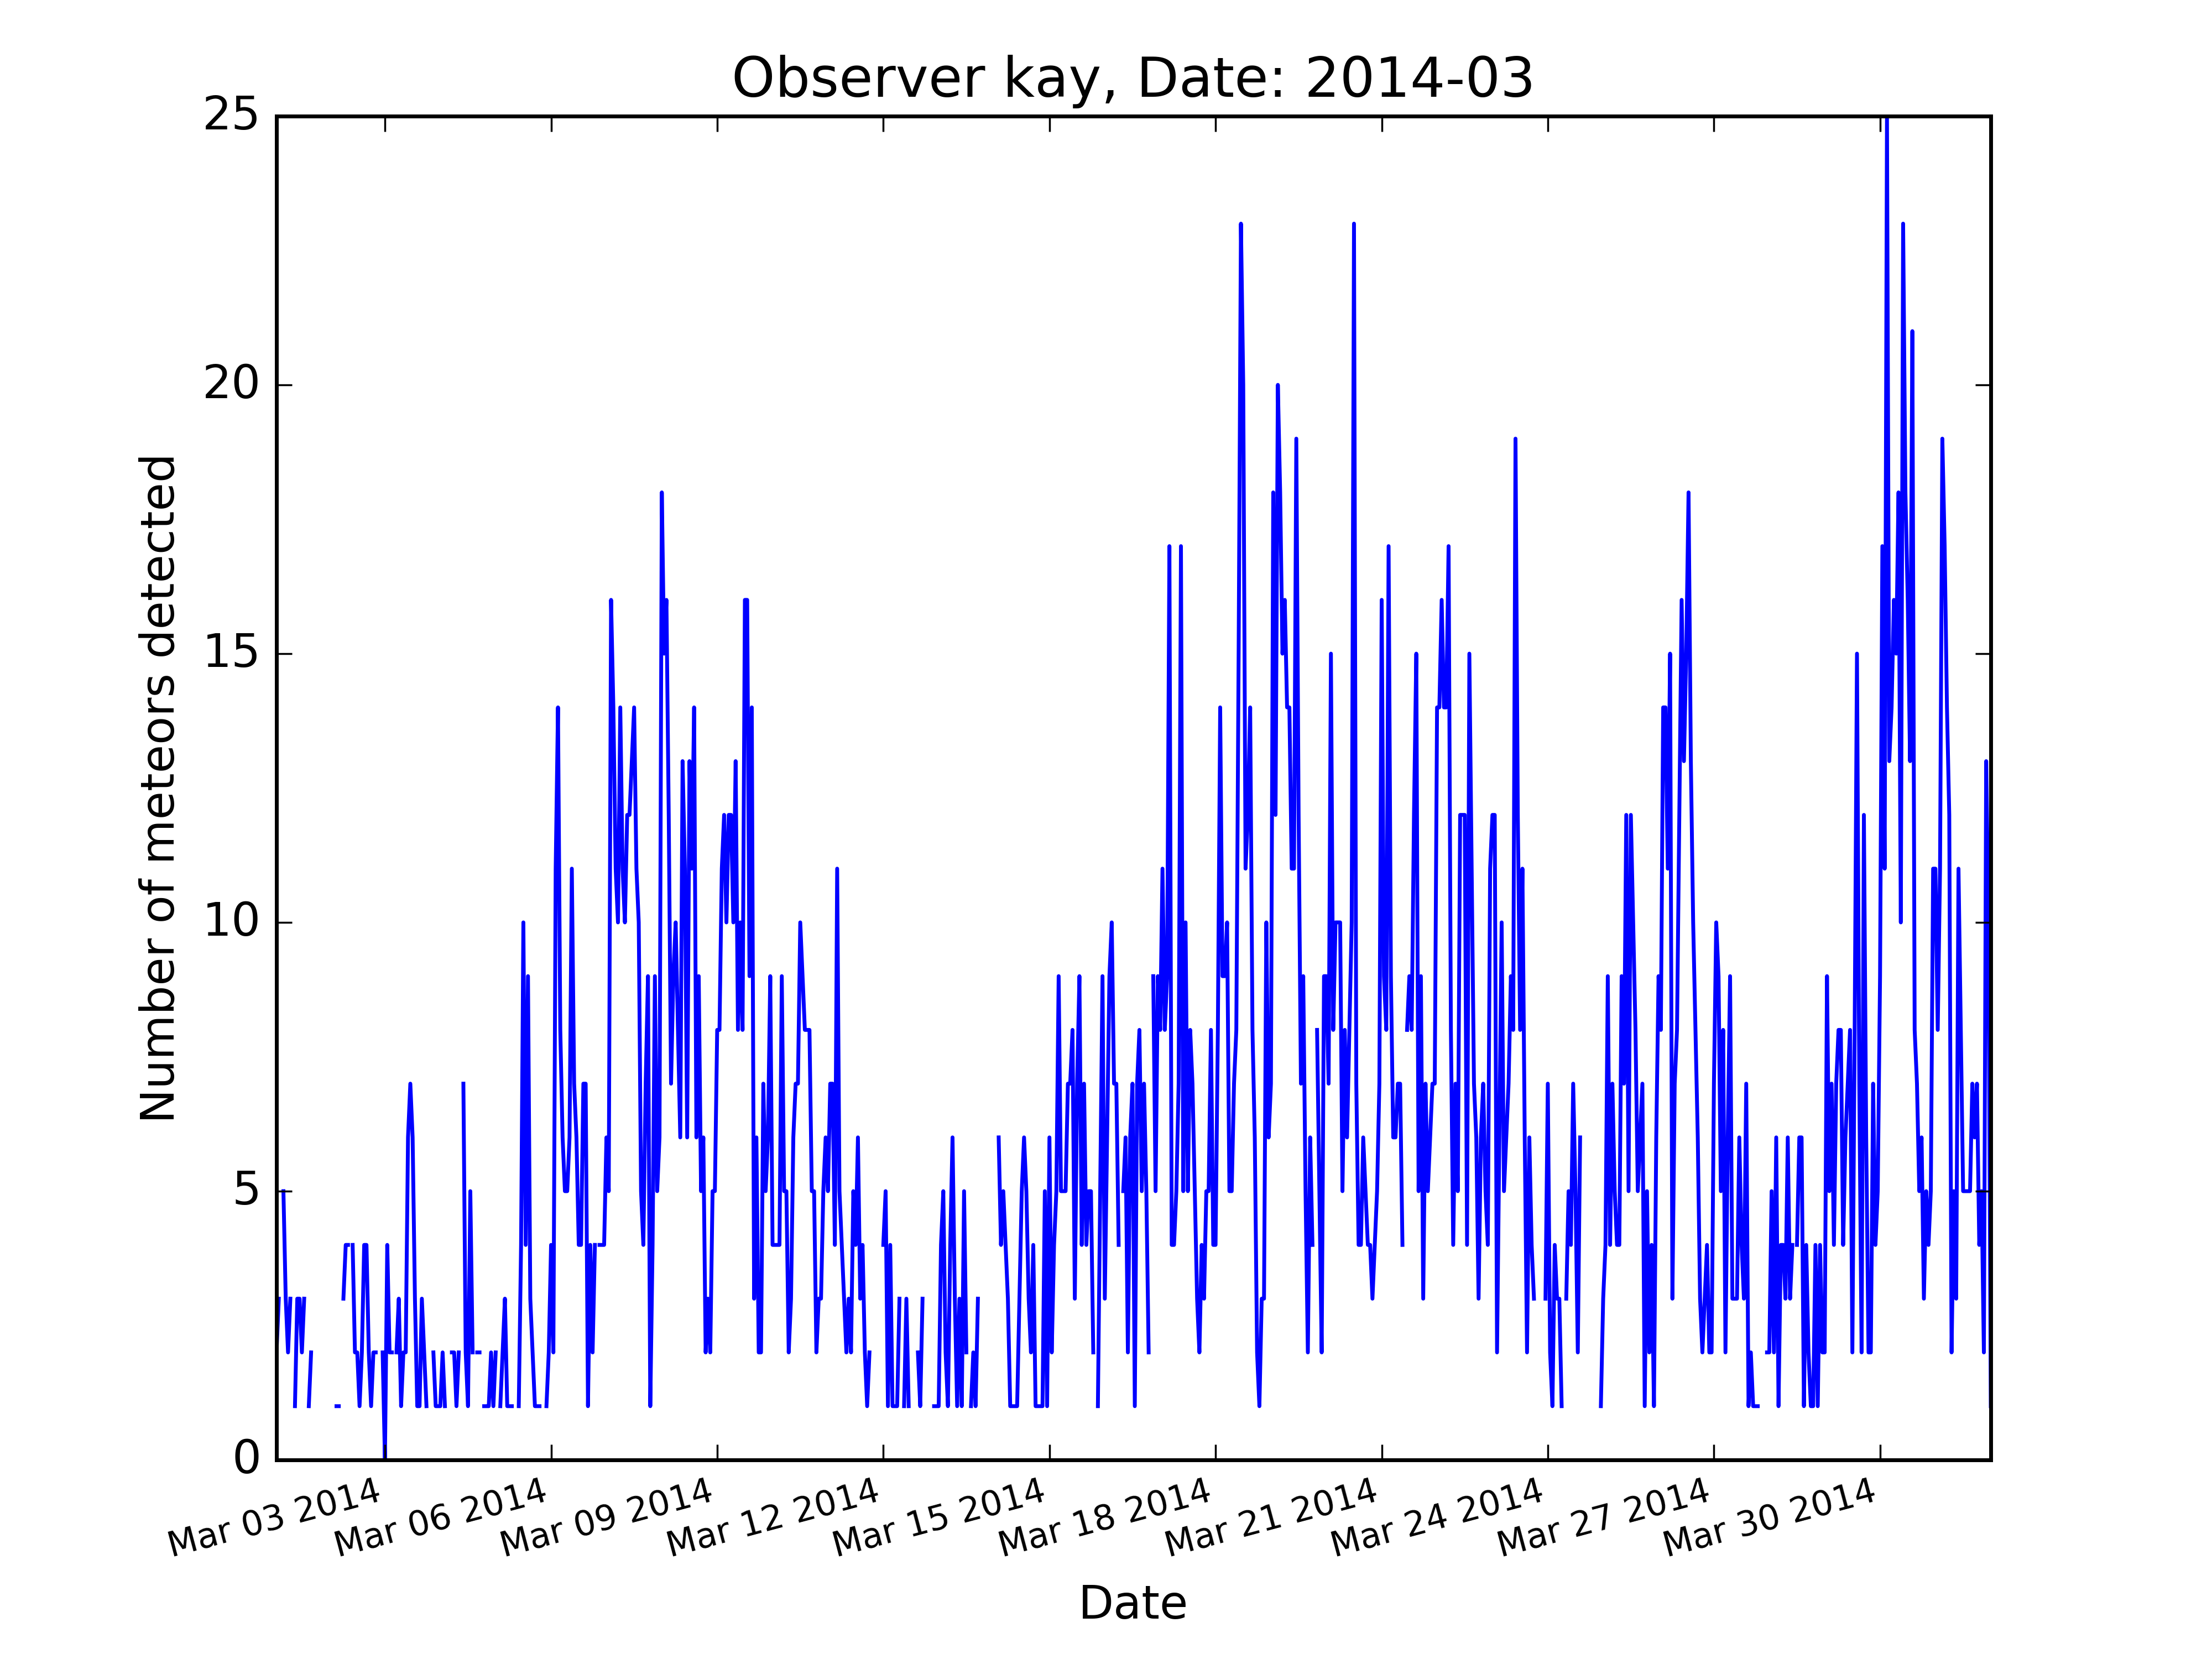 Observer kay, Date: 2014-03
25
20
15
10
5
0
Number of meteors detected
Mar 03 2014
Mar 06 2014
Mar 09 2014
Mar 12 2014
Mar 15 2014
Mar 18 2014
Mar 21 2014
Mar 24 2014
Mar 27 2014
Mar 30 2014
Date